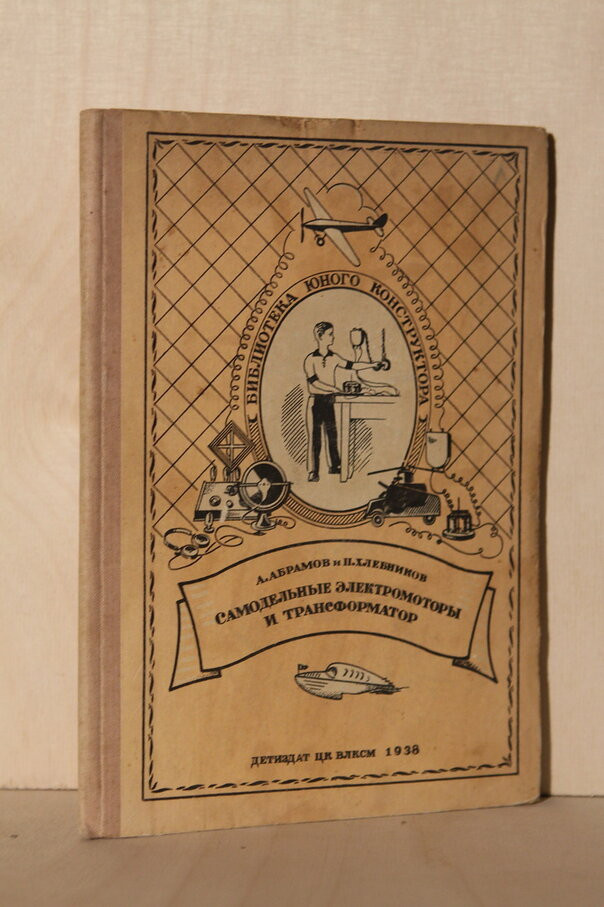 БИБЛИОТЕКА ЮНОГО КОНСТРУКТОРА
А. АБРАМОВ и П. ХЛЕБНИКОВ
САМОДЕЛЬНЫЕ ЭЛЕКТРОМОТОРЫ
И ТРАНСФОРМАТОР
ДЕТИЗДАТ ЦК ВЛКСМ 1938